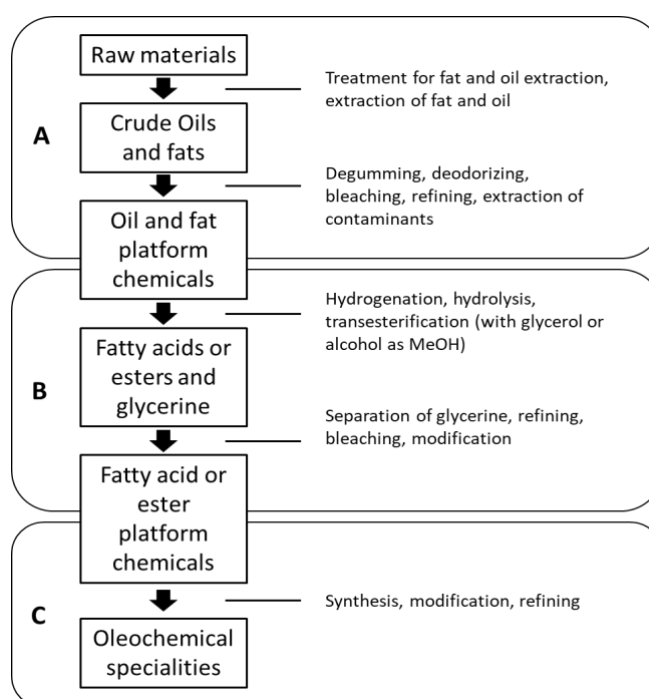 Raw materials
Treatment for fat and oil extraction,
extraction of fat and oil
A
Crude Oils
and fats
Degumming, deodorizing,
bleaching, refining, extraction of
contaminants
Oil and fat
platform
chemicals
Hydrogenation, hydrolysis,
transesterification (with glycerol or
alcohol as MeOH)
B
Fatty acids or
esters and
glycerine
Separation of glycerine, refining,
bleaching, modification
Fatty acid or
ester
platform
chemicals
Synthesis, modification, refining
C
Oleochemical
specialities